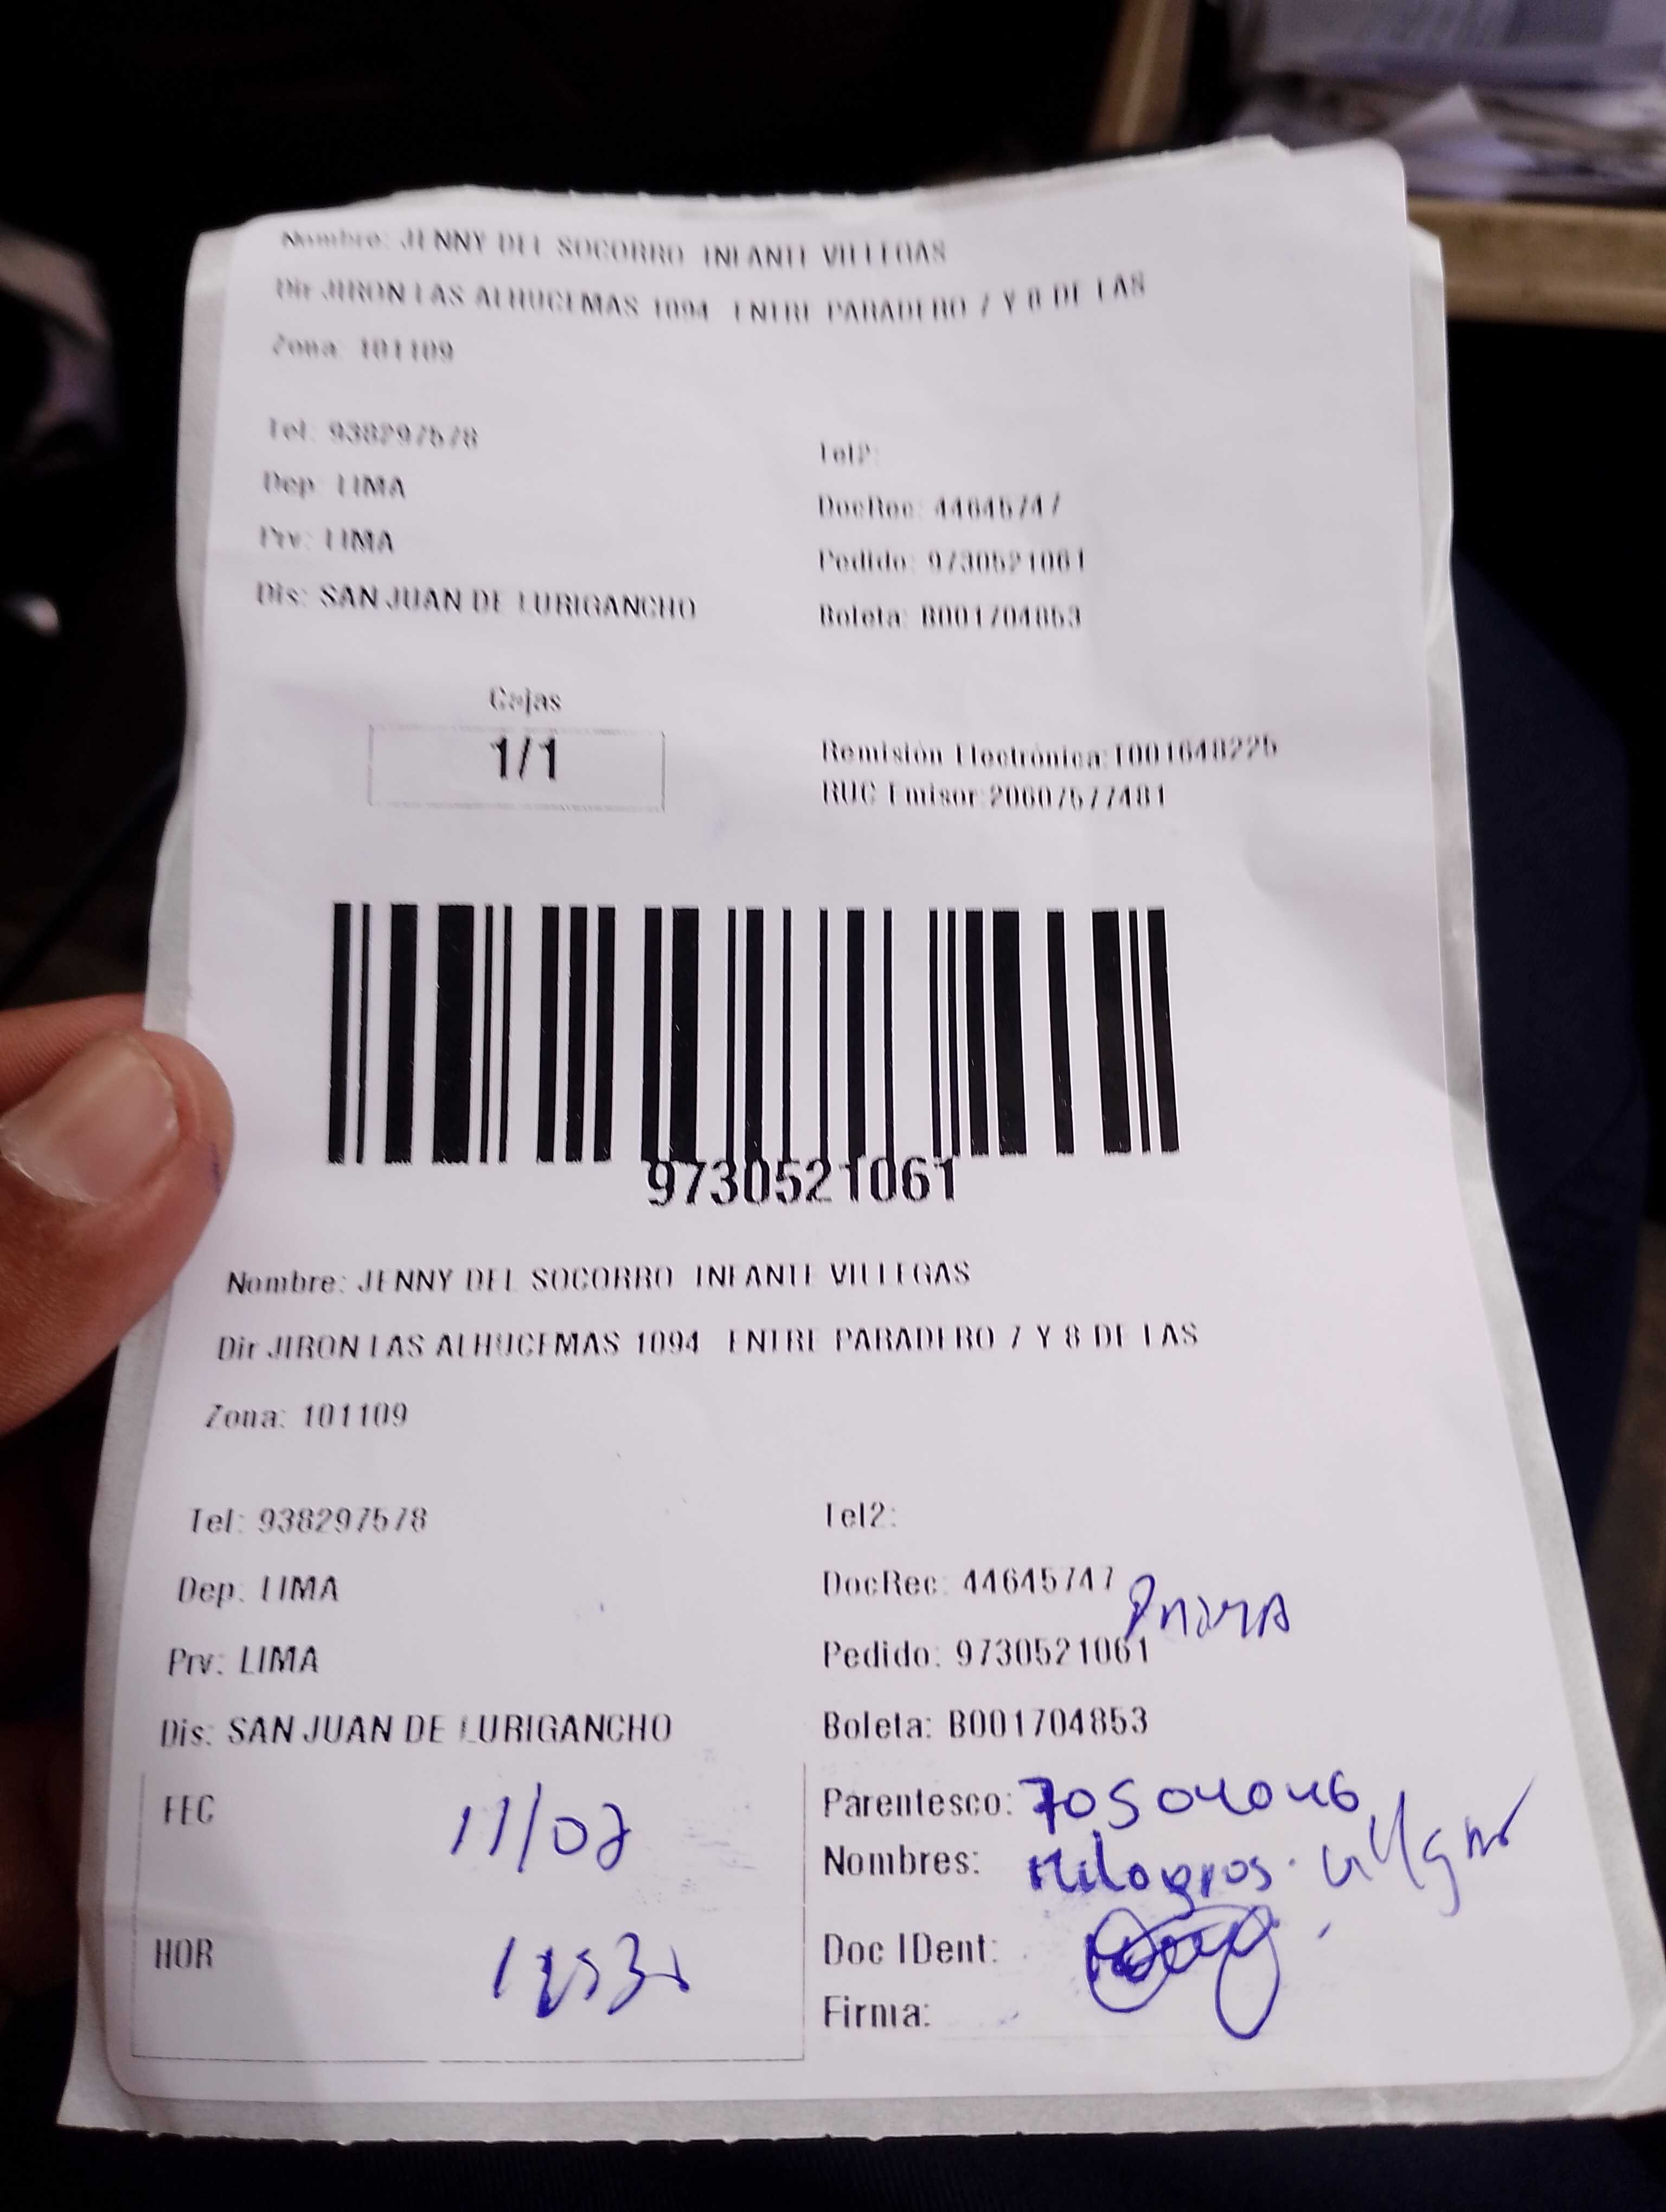 Nombre: JENNY DEL SOCORRO INFANTE VILLEGAS
Dir JIRON LAS ALHUCEMAS 1094 ENTRE PARADERO 7 Y 8 DE LAS
Zona: 101109
Tel: 938297578
Tel2:
Dep: LIMA
DocRec: 44645747
Prv: LIMA
Pedido: 9730521061
Dis: SAN JUAN DE LURIGANCHO
Boleta: B001704853
Cajas
1/1
Remisión Electrónica:T001648225
RUC Emisor:20607577481
9730521061
Nombre: JENNY DEL SOCORRO INFANTE VILLEGAS
Dir JIRON LAS ALHUCEMAS 1094 ENTRE PARADERO 7 Y 8 DE LAS
Zona: 101109
Tel: 938297578
Tel2:
Dep: LIMA
DocRec: 44645747
Prv: LIMA
Pedido: 9730521061
Dis: SAN JUAN DE LURIGANCHO
Boleta: B001704853
FEC
Parentesco: 70504046
Nombres: Milagros
HOR
Doc IDent:
Firma: